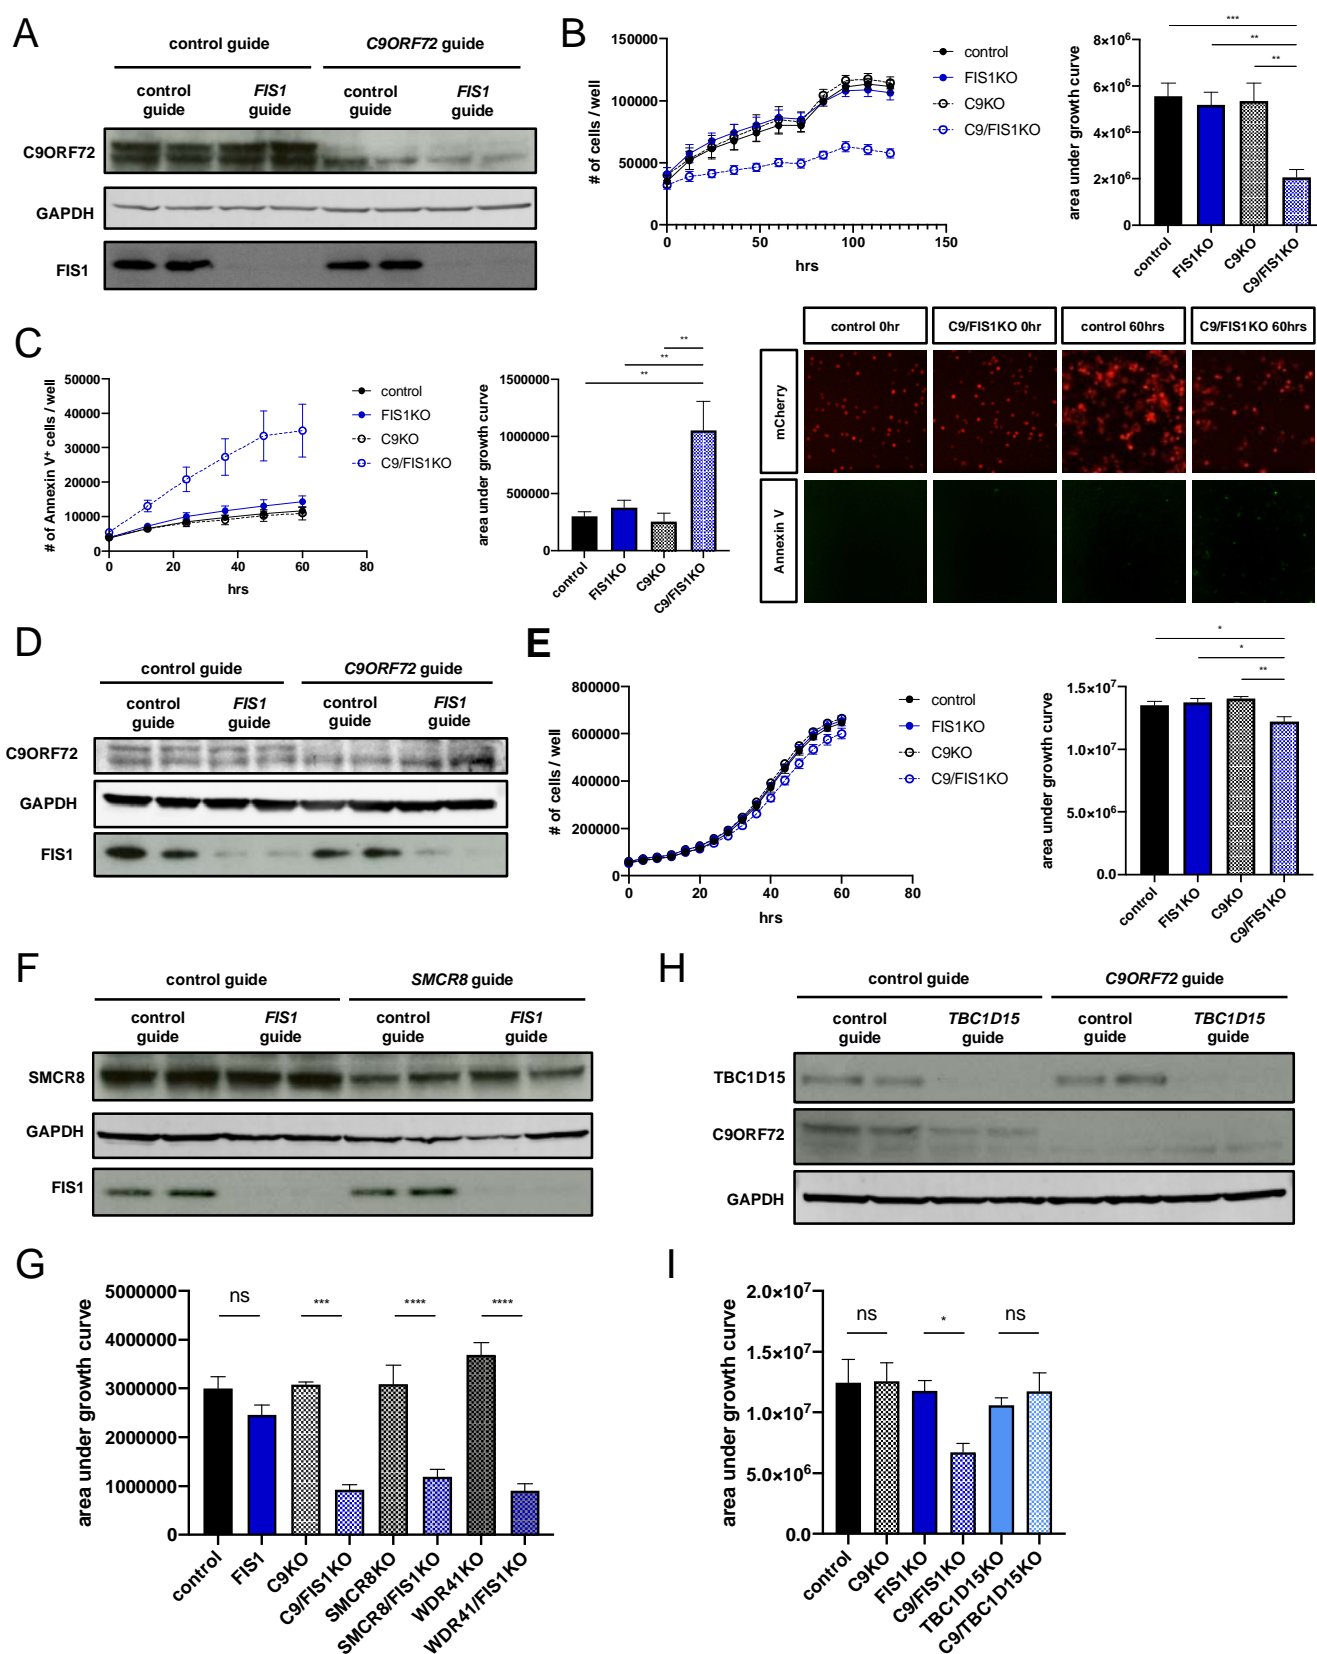 A
control guide
C9ORF72 guide
control guide
FIS1 guide
control guide
FIS1 guide
C9ORF72
GAPDH
FIS1
B
150000
100000
50000
0
# of cells / well
0 50 100 150
hrs
control
FIS1KO
C9KO
C9/FIS1KO
***
**
**
8×10⁶
6×10⁶
4×10⁶
2×10⁶
0
area under growth curve
control
FIS1KO
C9KO
C9/FIS1KO
C
50000
40000
30000
20000
10000
0
# of Annexin V⁺ cells / well
0 20 40 60 80
hrs
control
FIS1KO
C9KO
C9/FIS1KO
**
**
**
1500000
1000000
500000
0
area under growth curve
control
FIS1KO
C9KO
C9/FIS1KO
control 0hr
C9/FIS1KO 0hr
control 60hrs
C9/FIS1KO 60hrs
mCherry
Annexin V
D
control guide
C9ORF72 guide
control guide
FIS1 guide
control guide
FIS1 guide
C9ORF72
GAPDH
FIS1
E
800000
600000
400000
200000
0
# of cells / well
0 20 40 60 80
hrs
control
FIS1KO
C9KO
C9/FIS1KO
*
*
**
1.5×10⁷
1.0×10⁷
5.0×10⁶
0.0
area under growth curve
control
FIS1KO
C9KO
C9/FIS1KO
F
control guide
SMCR8 guide
control guide
FIS1 guide
control guide
FIS1 guide
SMCR8
GAPDH
FIS1
H
control guide
C9ORF72 guide
control guide
TBC1D15 guide
control guide
TBC1D15 guide
TBC1D15
C9ORF72
GAPDH
G
5000000
4000000
3000000
2000000
1000000
0
area under growth curve
ns
***
****
****
control
FIS1
C9KO
C9/FIS1KO
SMCR8KO
SMCR8/FIS1KO
WDR41KO
WDR41/FIS1KO
I
2.0×10⁷
1.5×10⁷
1.0×10⁷
5.0×10⁶
0.0
area under growth curve
ns
*
ns
control
C9KO
FIS1KO
C9/FIS1KO
TBC1D15KO
C9/TBC1D15KO